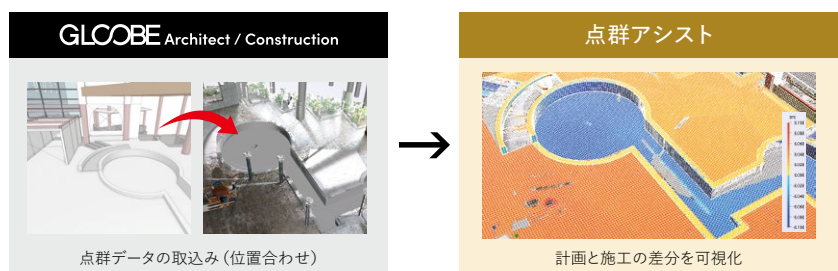 GLOOBE Architect / Construction
点群アシスト
点群データの取込み(位置合わせ)
計画と施工の差分を可視化